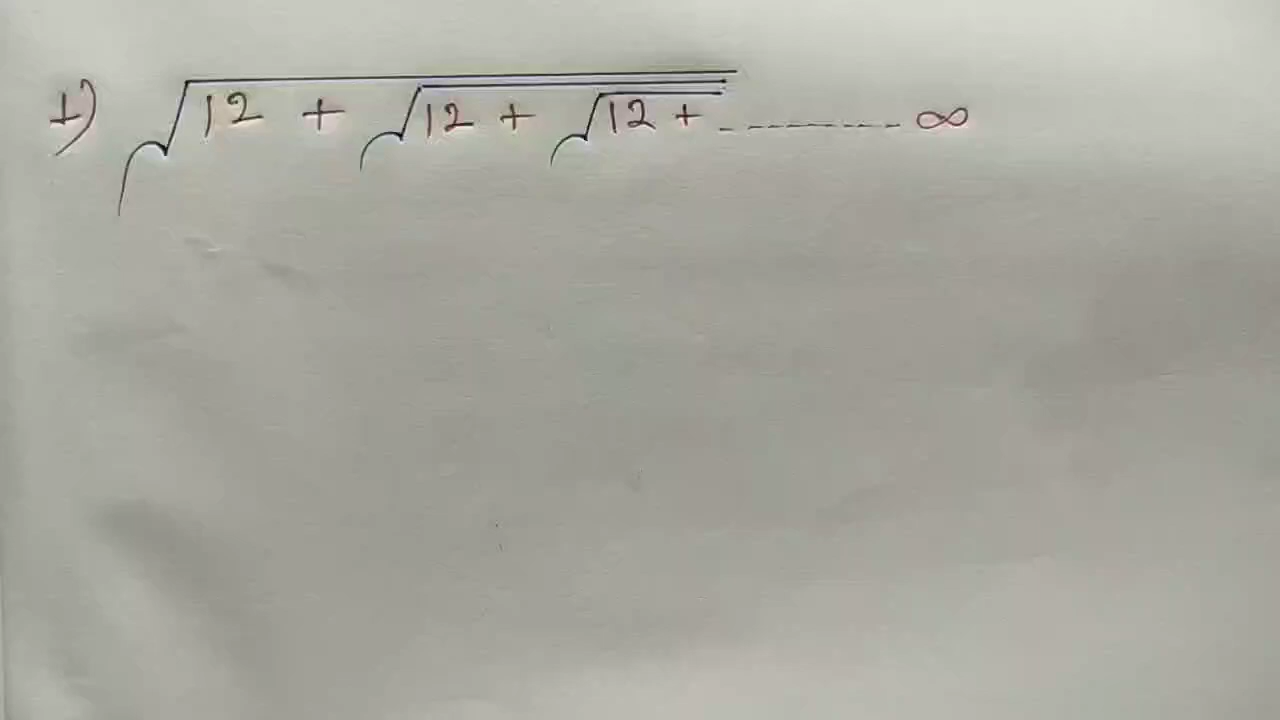 1) √12 + √12 + √12 + --------- ∞